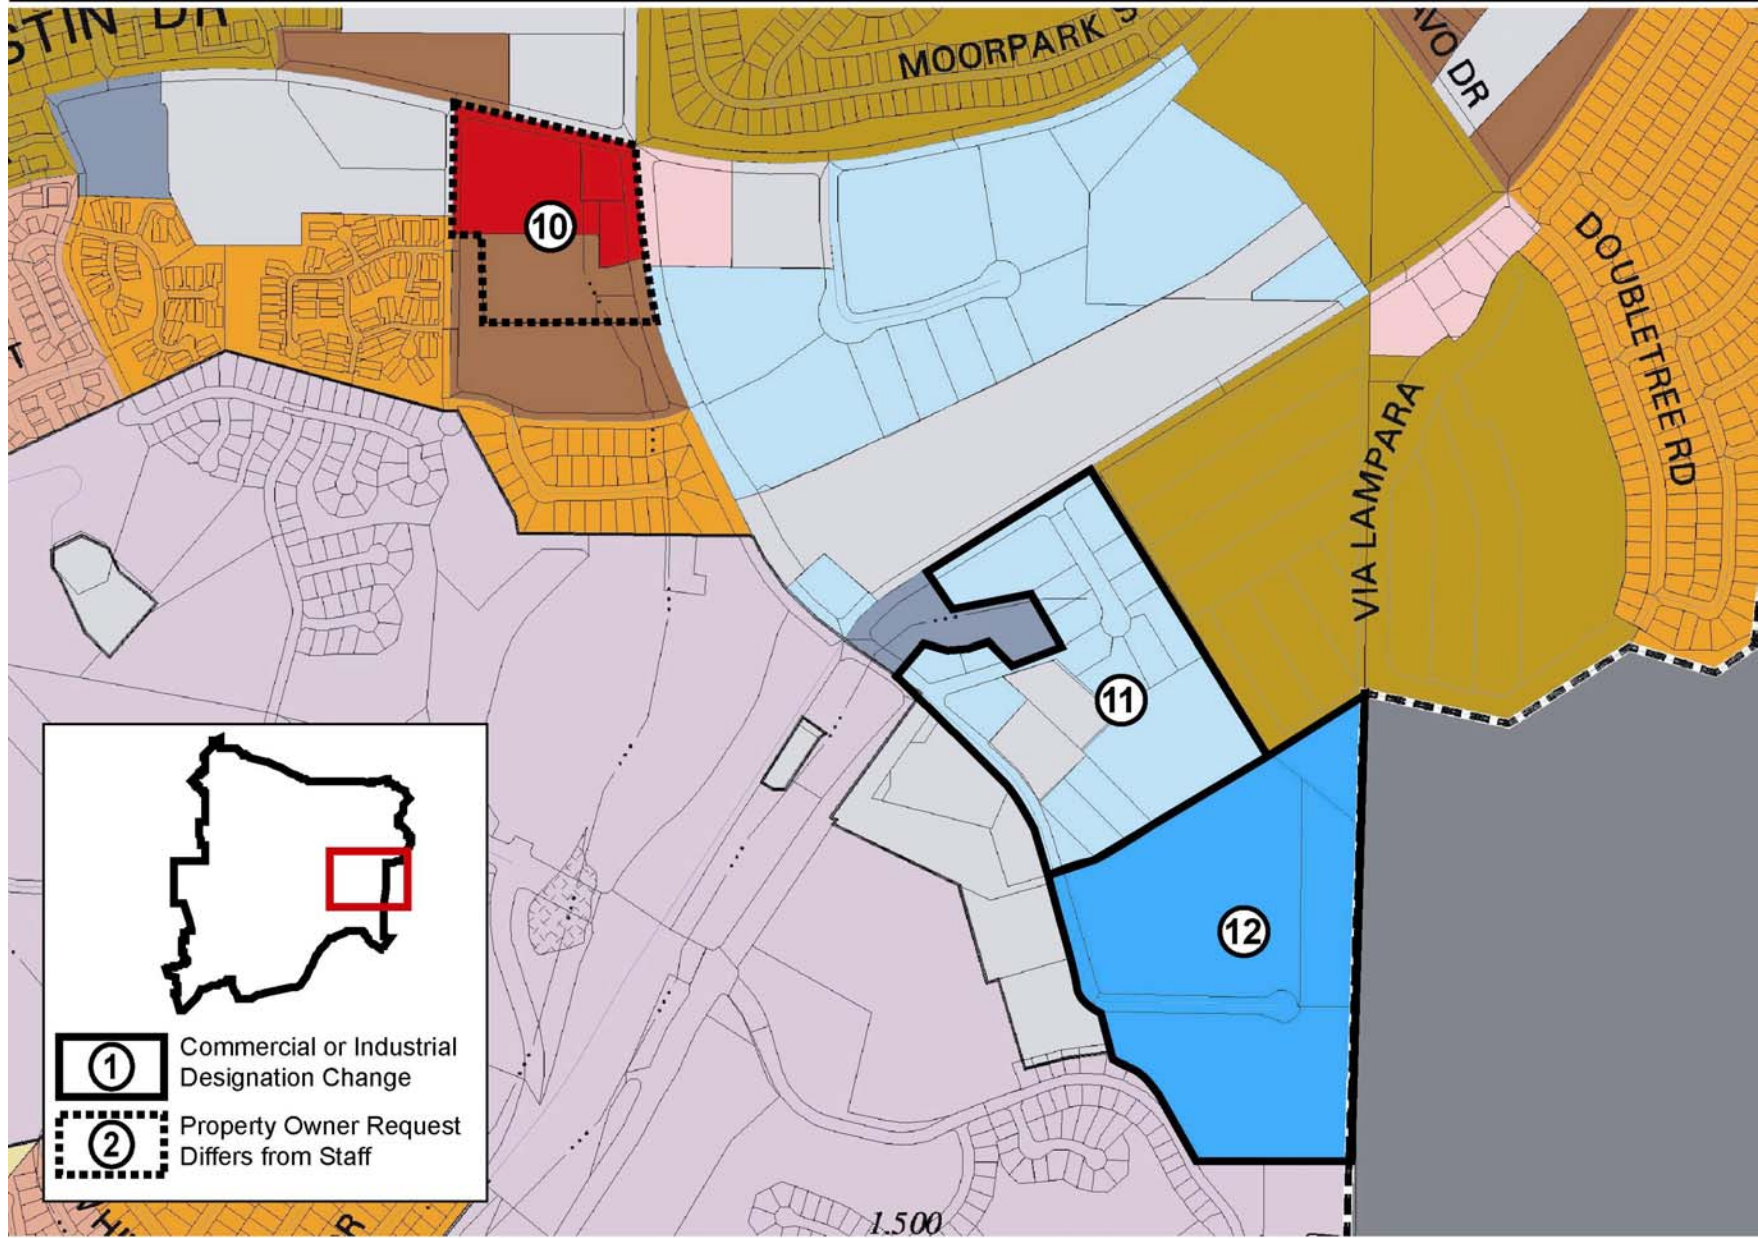 STIN DR
MOORPARK S
AVO DR
DOUBLETREE RD
VIA LAMPARA
10
11
12
1
Commercial or Industrial
Designation Change
2
Property Owner Request
Differs from Staff
1.500